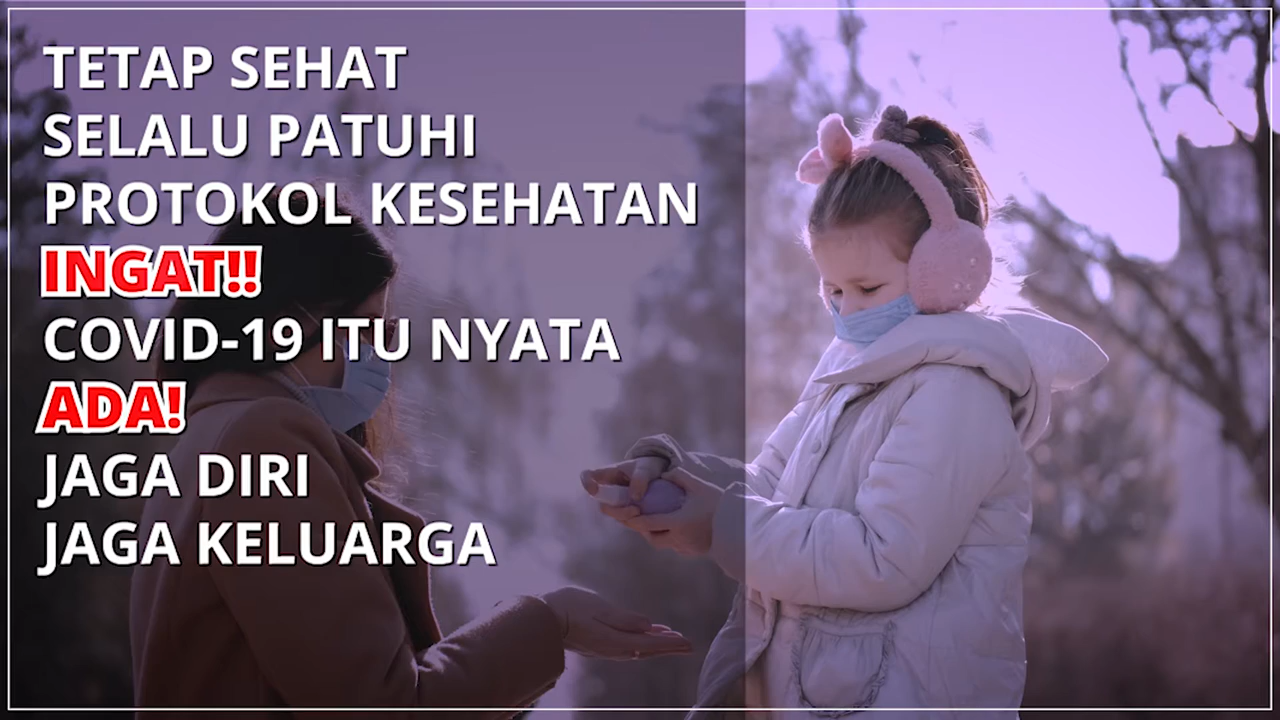 TETAP SEHAT
SELALU PATUHI
PROTOKOL KESEHATAN
INGAT!!
COVID-19 ITU NYATA
ADA!
JAGA DIRI
JAGA KELUARGA